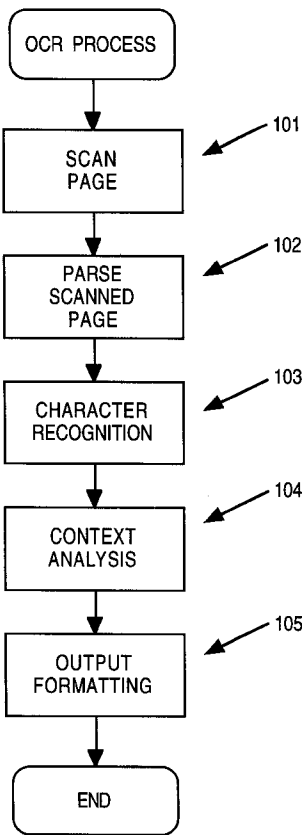 OCR PROCESS
101
SCAN
PAGE
102
PARSE
SCANNED
PAGE
103
CHARACTER
RECOGNITION
104
CONTEXT
ANALYSIS
105
OUTPUT
FORMATTING
END